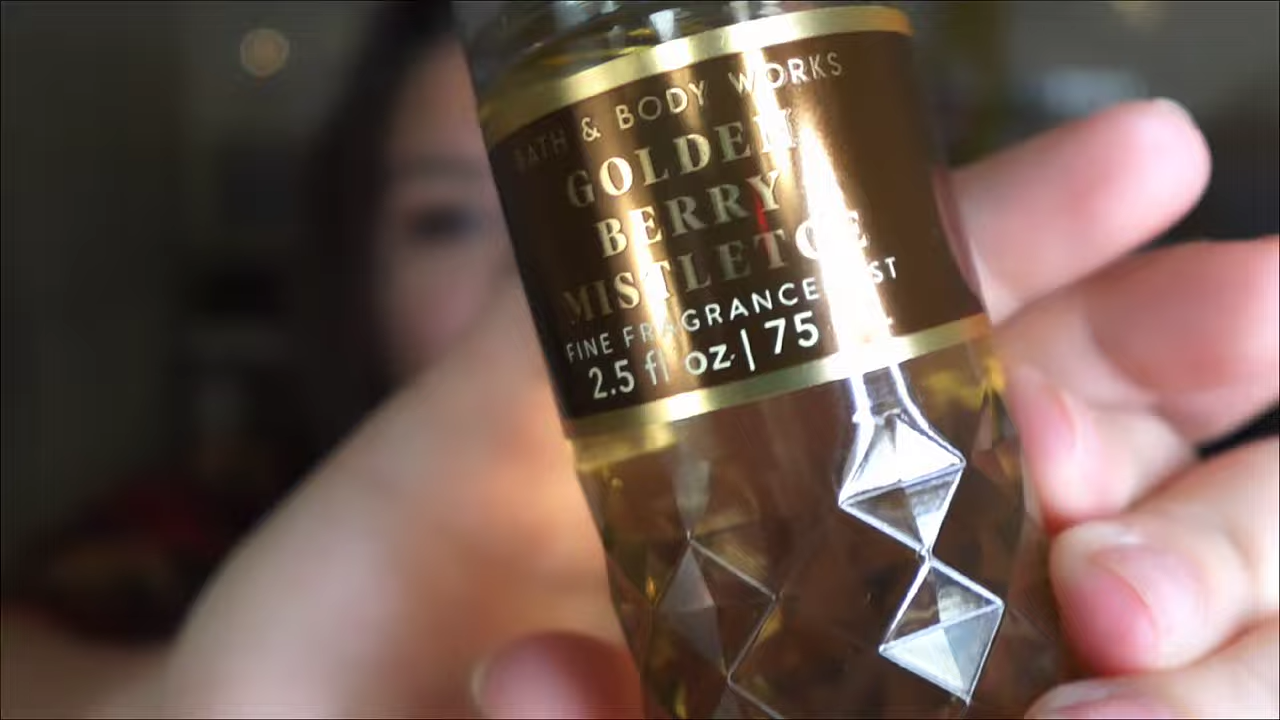 BATH & BODY WORKS
GOLDEN
BERRY
MISTLETOE
FINE FRAGRANCE MIST
2.5 fl oz | 75